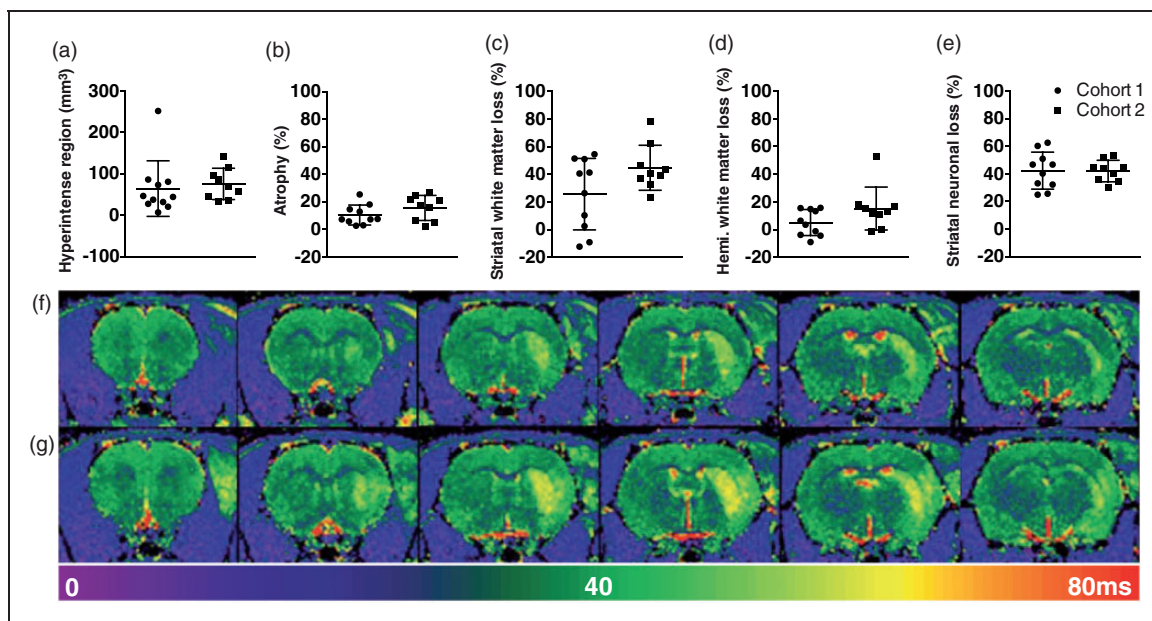 (a)
Hyperintense region (mm³)
300
200
100
0
-100
(b)
Atrophy (%)
100
80
60
40
20
0
-20
(c)
Striatal white matter loss (%)
100
80
60
40
20
0
-20
(d)
Hemi. white matter loss (%)
100
80
60
40
20
0
-20
(e)
Striatal neuronal loss (%)
100
80
60
40
20
0
-20
Cohort 1
Cohort 2
(f)
(g)
0 40 80ms